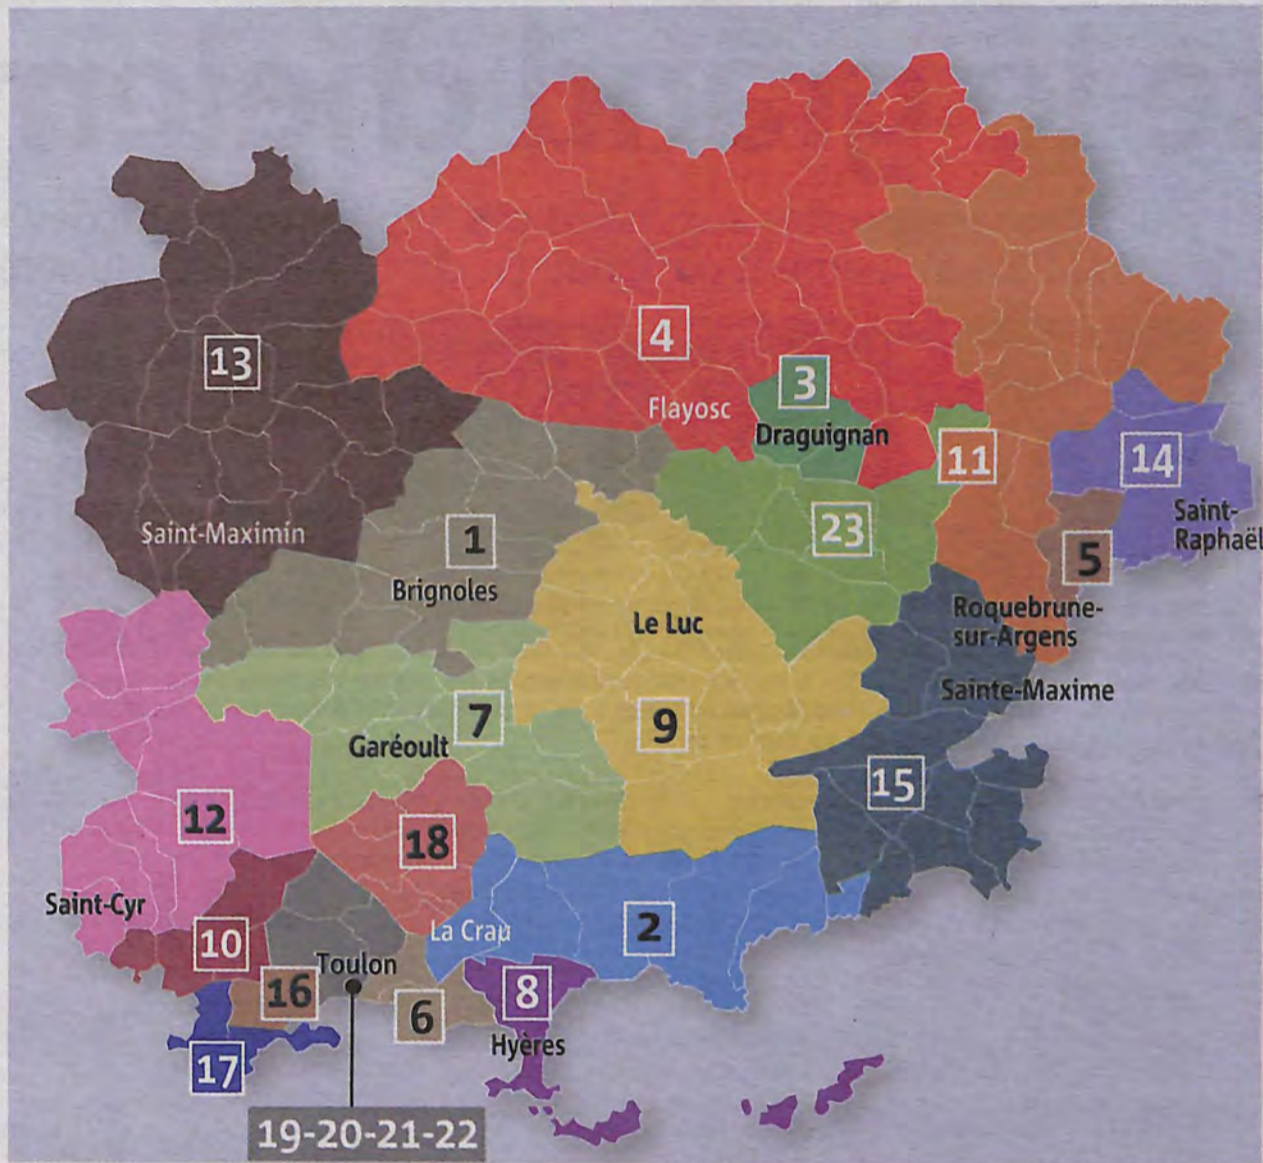 4
13
3
Flayosc
Draguignan
11
14
Saint-Maximin
1
23
Saint-
Raphaël
5
Brignoles
Le Luc
Roquebrune-
sur-Argens
Sainte-Maxime
7
9
Garéoult
15
12
18
Saint-Cyr
La Crau
2
10
Toulon
16
8
6
Hyères
17
19-20-21-22